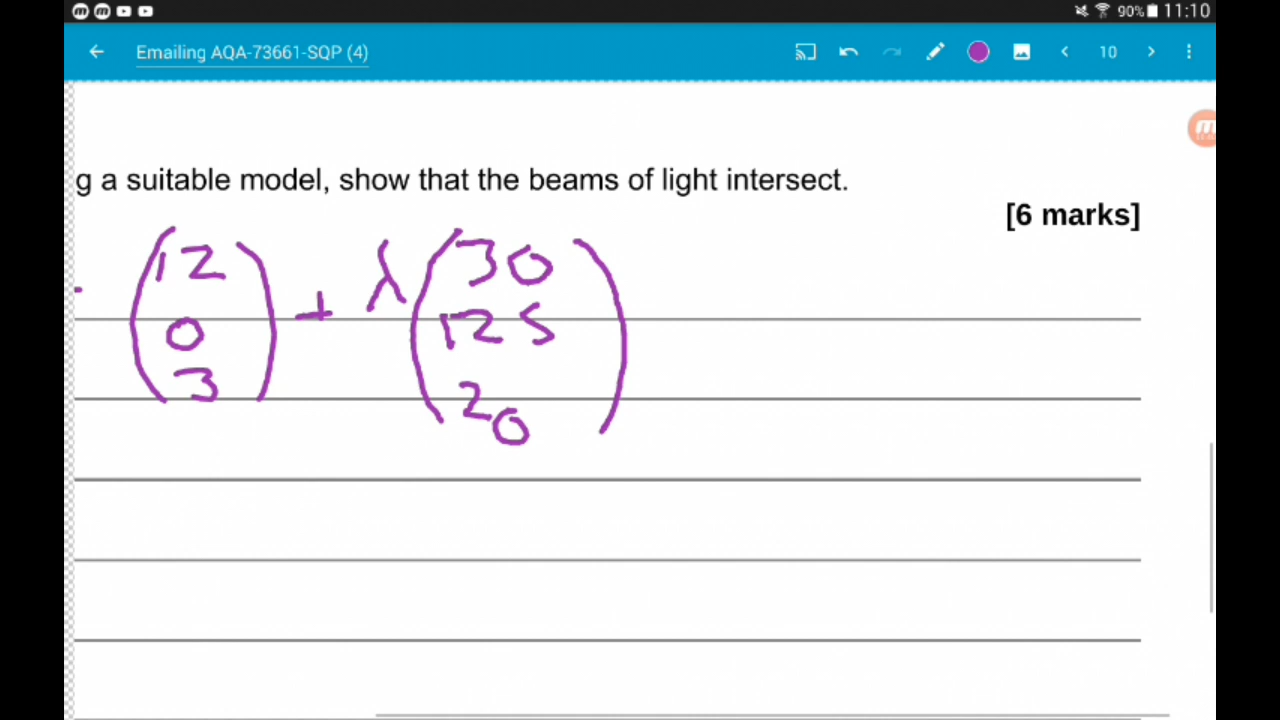 90% 11:10
Emailing AQA-73661-SQP (4)
10
g a suitable model, show that the beams of light intersect.
[6 marks]
12 30
+ λ
0 125
3 20